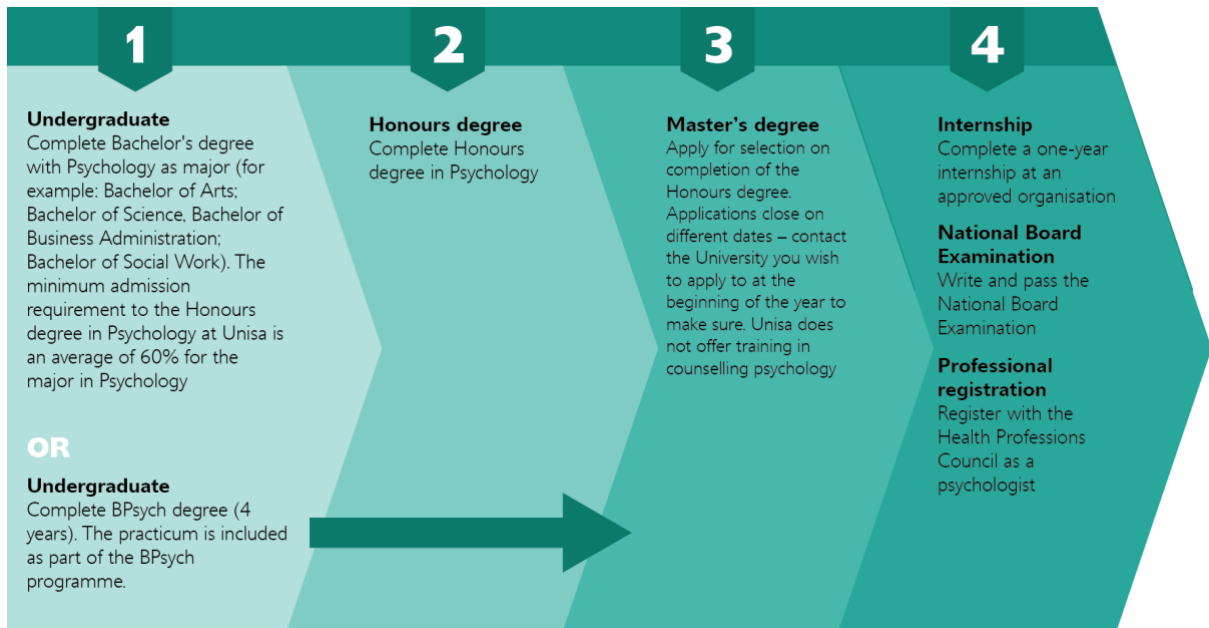 1
Undergraduate
Complete Bachelor's degree
with Psychology as major (for
example: Bachelor of Arts;
Bachelor of Science, Bachelor of
Business Administration;
Bachelor of Social Work). The
minimum admission
requirement to the Honours
degree in Psychology at Unisa is
an average of 60% for the
major in Psychology
OR
Undergraduate
Complete BPsych degree (4
years). The practicum is included
as part of the BPsych
programme.
2
Honours degree
Complete Honours
degree in Psychology
3
Master's degree
Apply for selection on
completion of the
Honours degree.
Applications close on
different dates – contact
the University you wish
to apply to at the
beginning of the year to
make sure. Unisa does
not offer training in
counselling psychology
4
Internship
Complete a one-year
internship at an
approved organisation
National Board
Examination
Write and pass the
National Board
Examination
Professional
registration
Register with the
Health Professions
Council as a
psychologist